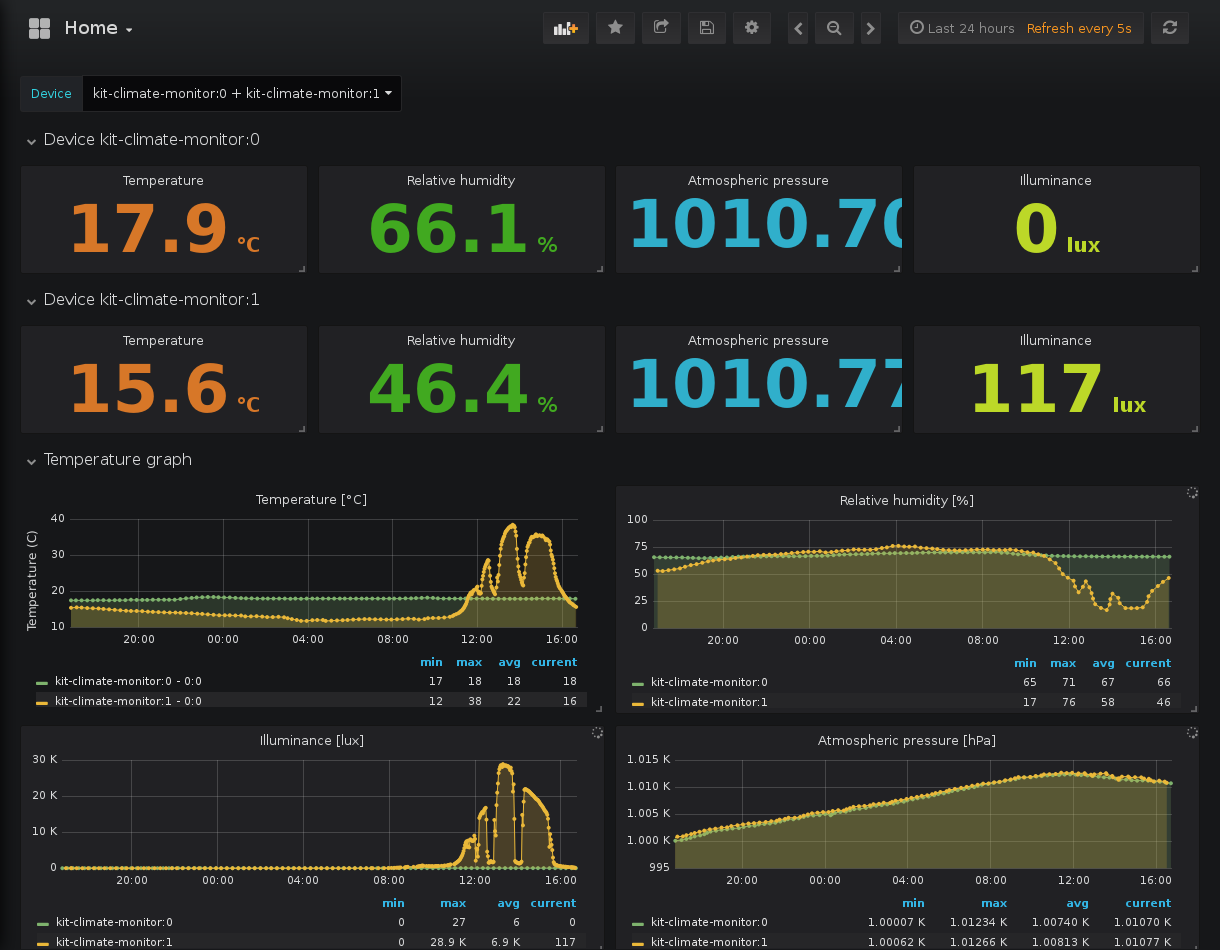 Home
Last 24 hours Refresh every 5s
Device kit-climate-monitor:0 + kit-climate-monitor:1
Device kit-climate-monitor:0
Temperature Relative humidity Atmospheric pressure Illuminance
17.9 °C 66.1 % 1010.70 0 lux
Device kit-climate-monitor:1
Temperature Relative humidity Atmospheric pressure Illuminance
15.6 °C 46.4 % 1010.77 117 lux
Temperature graph
Temperature [°C]
Temperature (C)
40
30
20
10
20:00 00:00 04:00 08:00 12:00 16:00
min max avg current
kit-climate-monitor:0 - 0:0 17 18 18 18
kit-climate-monitor:1 - 0:0 12 38 22 16
Relative humidity [%]
100
75
50
25
0
20:00 00:00 04:00 08:00 12:00 16:00
min max avg current
kit-climate-monitor:0 65 71 67 66
kit-climate-monitor:1 17 76 58 46
Illuminance [lux]
30 K
20 K
10 K
0
20:00 00:00 04:00 08:00 12:00 16:00
min max avg current
kit-climate-monitor:0 0 27 6 0
kit-climate-monitor:1 0 28.9 K 6.9 K 117
Atmospheric pressure [hPa]
1.015 K
1.010 K
1.005 K
1.000 K
995
20:00 00:00 04:00 08:00 12:00 16:00
min max avg current
kit-climate-monitor:0 1.00007 K 1.01234 K 1.00740 K 1.01070 K
kit-climate-monitor:1 1.00062 K 1.01266 K 1.00813 K 1.01077 K